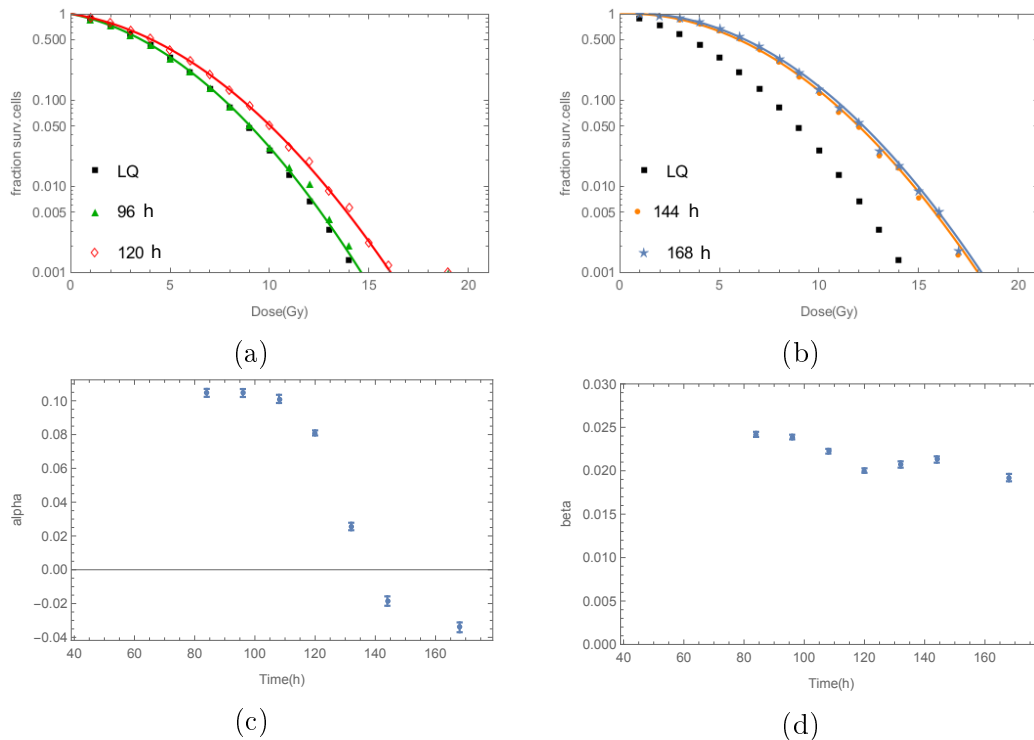 1
0.500
0.100
0.050
0.010
0.005
0.001
fraction surv.cells
LQ
96 h
120 h
0 5 10 15 20
Dose(Gy)
(a)
1
0.500
0.100
0.050
0.010
0.005
0.001
fraction surv.cells
LQ
144 h
168 h
0 5 10 15 20
Dose(Gy)
(b)
0.10
0.08
0.06
0.04
0.02
0.00
−0.02
−0.04
alpha
40 60 80 100 120 140 160
Time(h)
(c)
0.030
0.025
0.020
0.015
0.010
0.005
0.000
beta
40 60 80 100 120 140 160
Time(h)
(d)